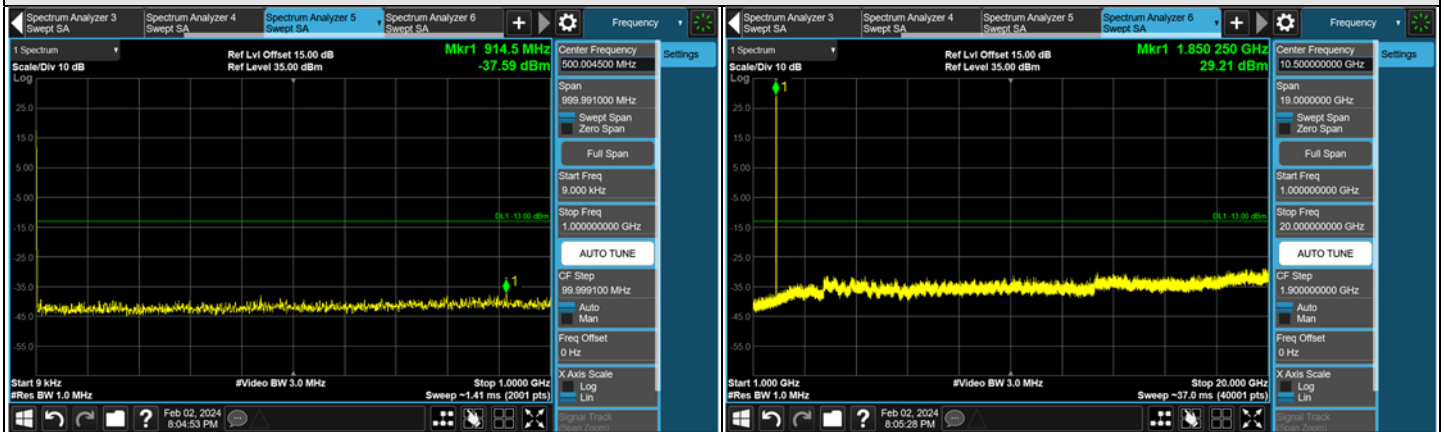 Spectrum Analyzer 3
Swept SA
Spectrum Analyzer 4
Swept SA
Spectrum Analyzer 5
Swept SA
Spectrum Analyzer 6
Swept SA
+
Frequency
1 Spectrum
Scale/Div 10 dB
Log
Ref Lvl Offset 15.00 dB
Ref Level 35.00 dBm
Mkr1 914.5 MHz
-37.59 dBm
25.0
15.0
5.00
-5.00
-15.0
-25.0
-35.0
-45.0
-55.0
DL1 -13.00 dBm
1
Start 9 kHz
#Res BW 1.0 MHz
#Video BW 3.0 MHz
Stop 1.0000 GHz
Sweep ~1.41 ms (2001 pts)
Center Frequency
500.004500 MHz
Settings
Span
999.991000 MHz
Swept Span
Zero Span
Full Span
Start Freq
9.000 kHz
Stop Freq
1.000000000 GHz
AUTO TUNE
CF Step
99.999100 MHz
Auto
Man
Freq Offset
0 Hz
X Axis Scale
Log
Lin
Signal Track
(Span Zoom)
?
Feb 02, 2024
8:04:53 PM
Spectrum Analyzer 3
Swept SA
Spectrum Analyzer 4
Swept SA
Spectrum Analyzer 5
Swept SA
Spectrum Analyzer 6
Swept SA
+
Frequency
1 Spectrum
Scale/Div 10 dB
Log
Ref Lvl Offset 15.00 dB
Ref Level 35.00 dBm
Mkr1 1.850 250 GHz
29.21 dBm
1
25.0
15.0
5.00
-5.00
-15.0
-25.0
-35.0
-45.0
-55.0
DL1 -13.00 dBm
Start 1.000 GHz
#Res BW 1.0 MHz
#Video BW 3.0 MHz
Stop 20.000 GHz
Sweep ~37.0 ms (40001 pts)
Center Frequency
10.500000000 GHz
Settings
Span
19.0000000 GHz
Swept Span
Zero Span
Full Span
Start Freq
1.000000000 GHz
Stop Freq
20.000000000 GHz
AUTO TUNE
CF Step
1.900000000 GHz
Auto
Man
Freq Offset
0 Hz
X Axis Scale
Log
Lin
Signal Track
(Span Zoom)
?
Feb 02, 2024
8:05:28 PM